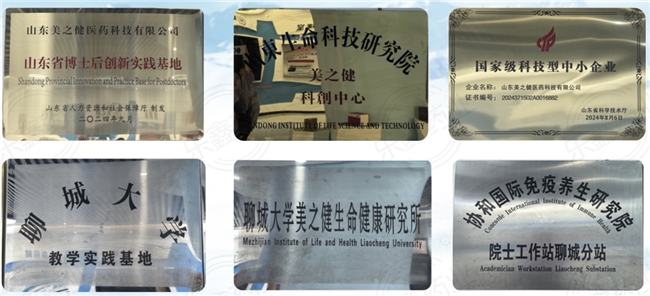 山东美之健医药科技有限公司
山东省博士后创新实践基地
Shandong Provincial Innovation and Practice Base for Postdoctors
山东省人力资源和社会保障厅 制发
二〇二四年九月
東生命科技研究院
美之健
科创中心
NDONG INSTITUTE OF LIFE SCIENCE AND TECHNOLOGY
国家级科技型中小企业
企业名称：山东美之健医药科技有限公司
证书编号：2024371502A0016882
山东省科学技术厅
2024年8月6日
聊城大学
教学实践基地
聊城大学美之健生命健康研究所
Mezhijian Institute of Life and Health Liaocheng University
协和国际免疫养生研究院
Concorde International Institute of Immune Health
院士工作站聊城分站
Academician Workstation Liaocheng Substation